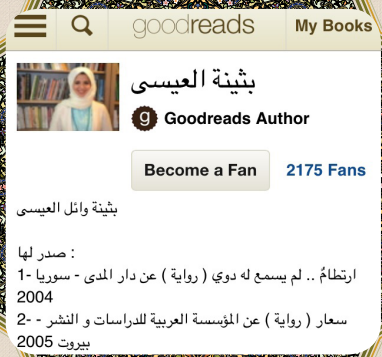 goodreads My Books
بثينة العيسى
g Goodreads Author
Become a Fan 2175 Fans
بثينة وائل العيسى
صدر لها :
1- ارتطامٌ .. لم يسمع له دوي ( رواية ) عن دار المدى - سوريا
2004
2- سعار ( رواية ) عن المؤسسة العربية للدراسات و النشر -
بيروت 2005